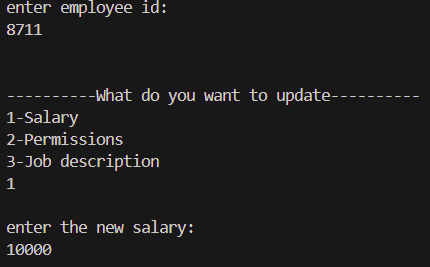 enter employee id:
8711
----------What do you want to update----------
1-Salary
2-Permissions
3-Job description
1
enter the new salary:
10000